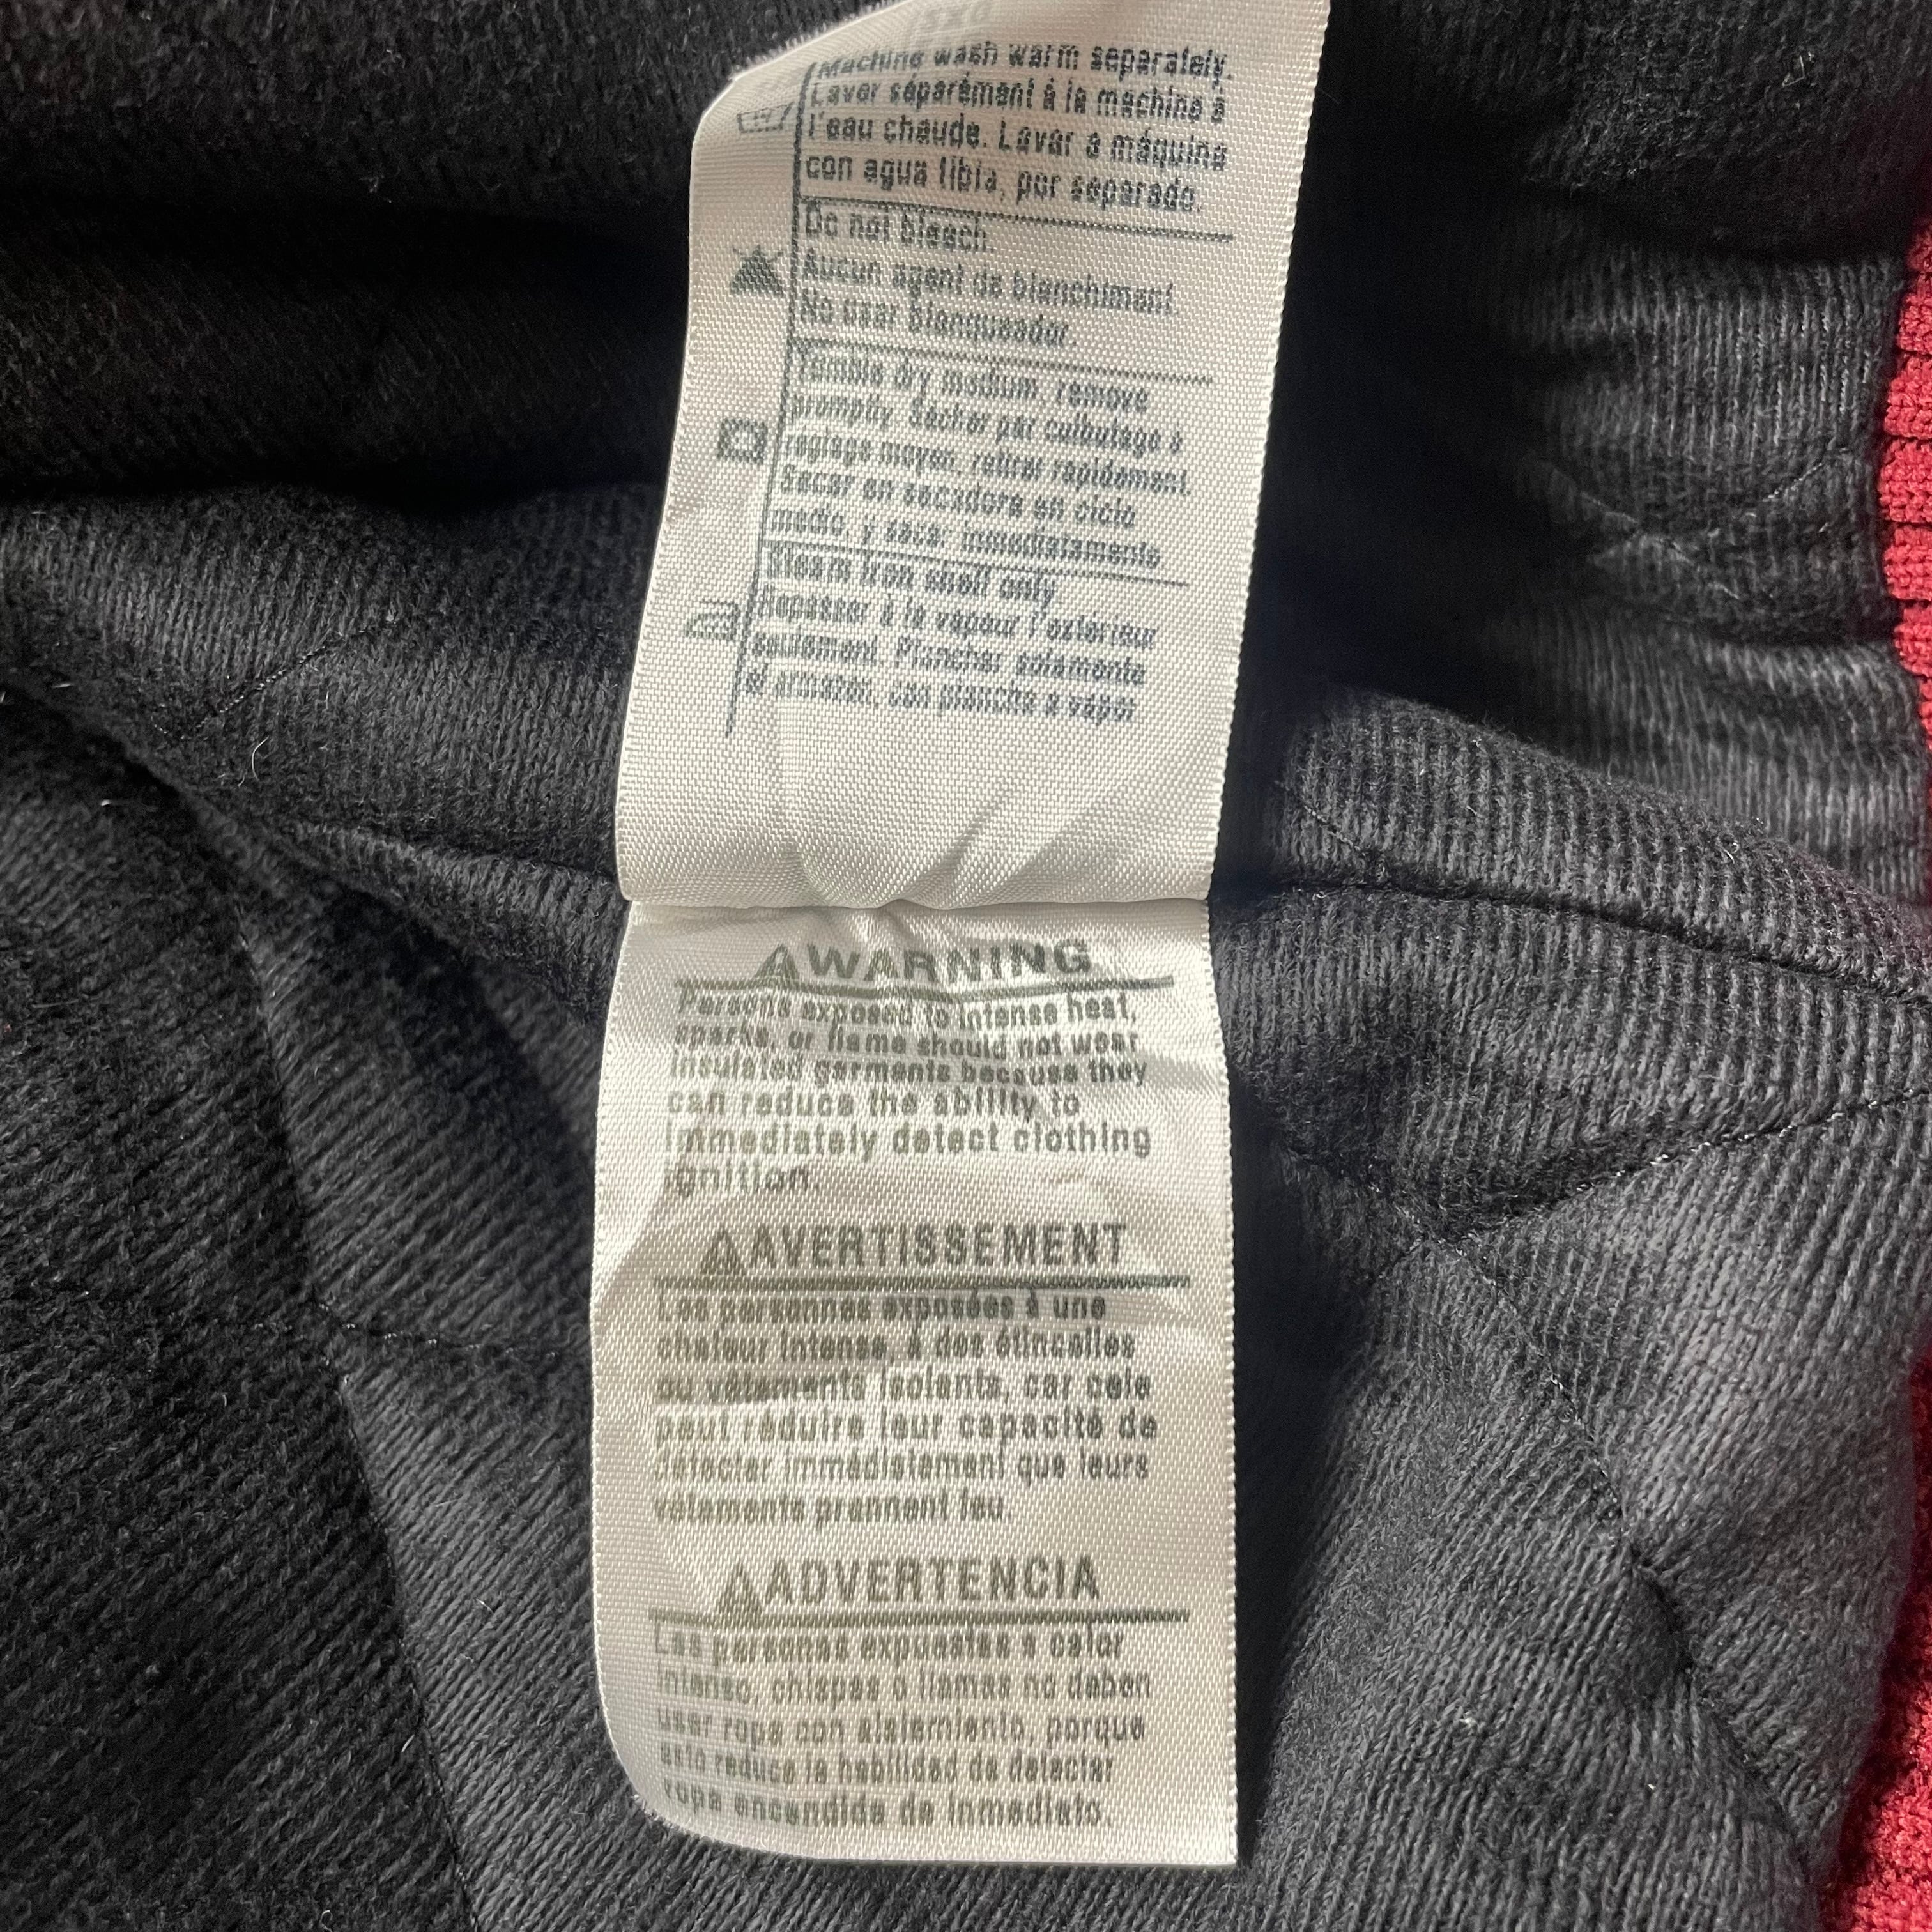 Machine wash warm separately.
Laver séparément à la machine à
l'eau chaude. Lavar a máquina
con agua tibia, por separado.
Do not bleach.
Aucun agent de blanchiment.
No usar blanqueador.
Tumble dry medium, remove
promptly. Sécher par culbutage à
réglage moyen, retirer rapidement.
Secar en secadora en ciclo
medio, y saca immediatamente
Steam iron shell only
Repasser à la vapeur l'extérieur
seulement. Planchar solamente
el armazón, con plancha a vapor
WARNING
Persons exposed to intense heat,
sparks, or flame should not wear
insulated garments because they
can reduce the ability to
immediately detect clothing
ignition.
AVERTISSEMENT
Les personnes exposées à une
chaleur intense, à des étincelles
ou vêtements isolants, car cela
peut réduire leur capacité de
détecter immédiatement que leurs
vêtements prennent feu.
ADVERTENCIA
Las personas expuestas a calor
intenso, chispas o llamas no deben
usar ropa con aislamiento, porque
esto reduce la habilidad de detectar
ropa encendida de inmediato.